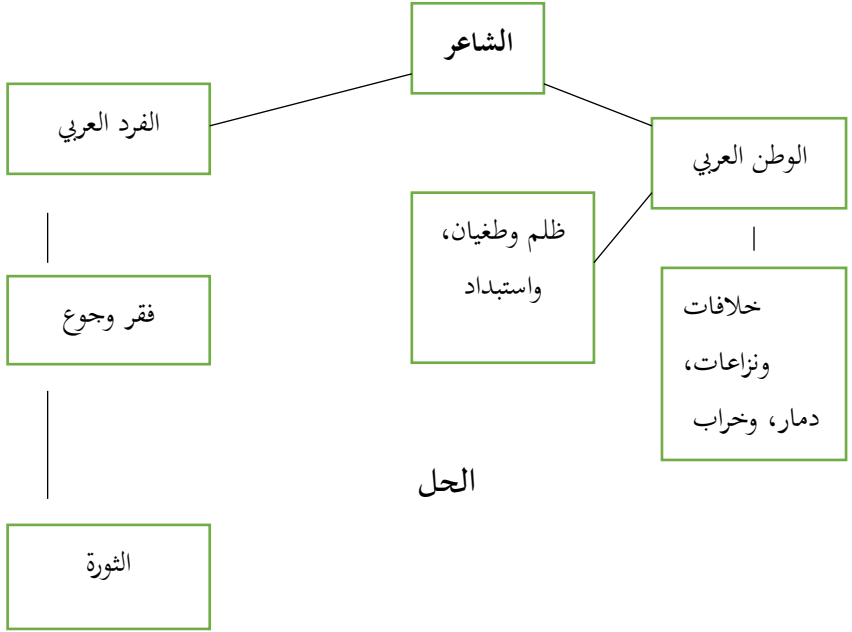 الشاعر
الفرد العربي
الوطن العربي
ظلم وطغيان،
واستبداد
خلافات
ونزاعات،
دمار، وخراب
فقر وجوع
الحل
الثورة